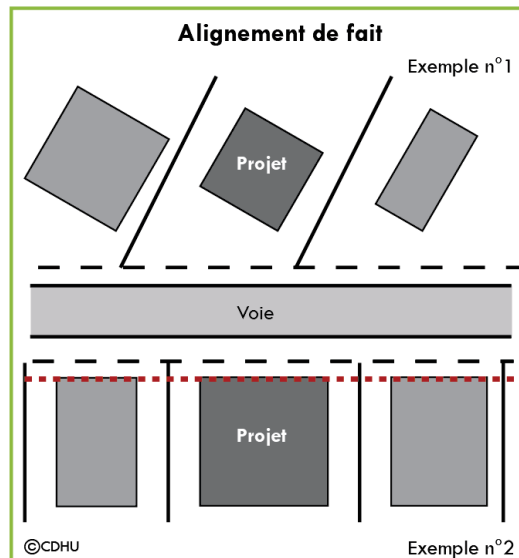 Alignement de fait
Exemple n°1
Projet
Voie
Projet
©CDHU
Exemple n°2